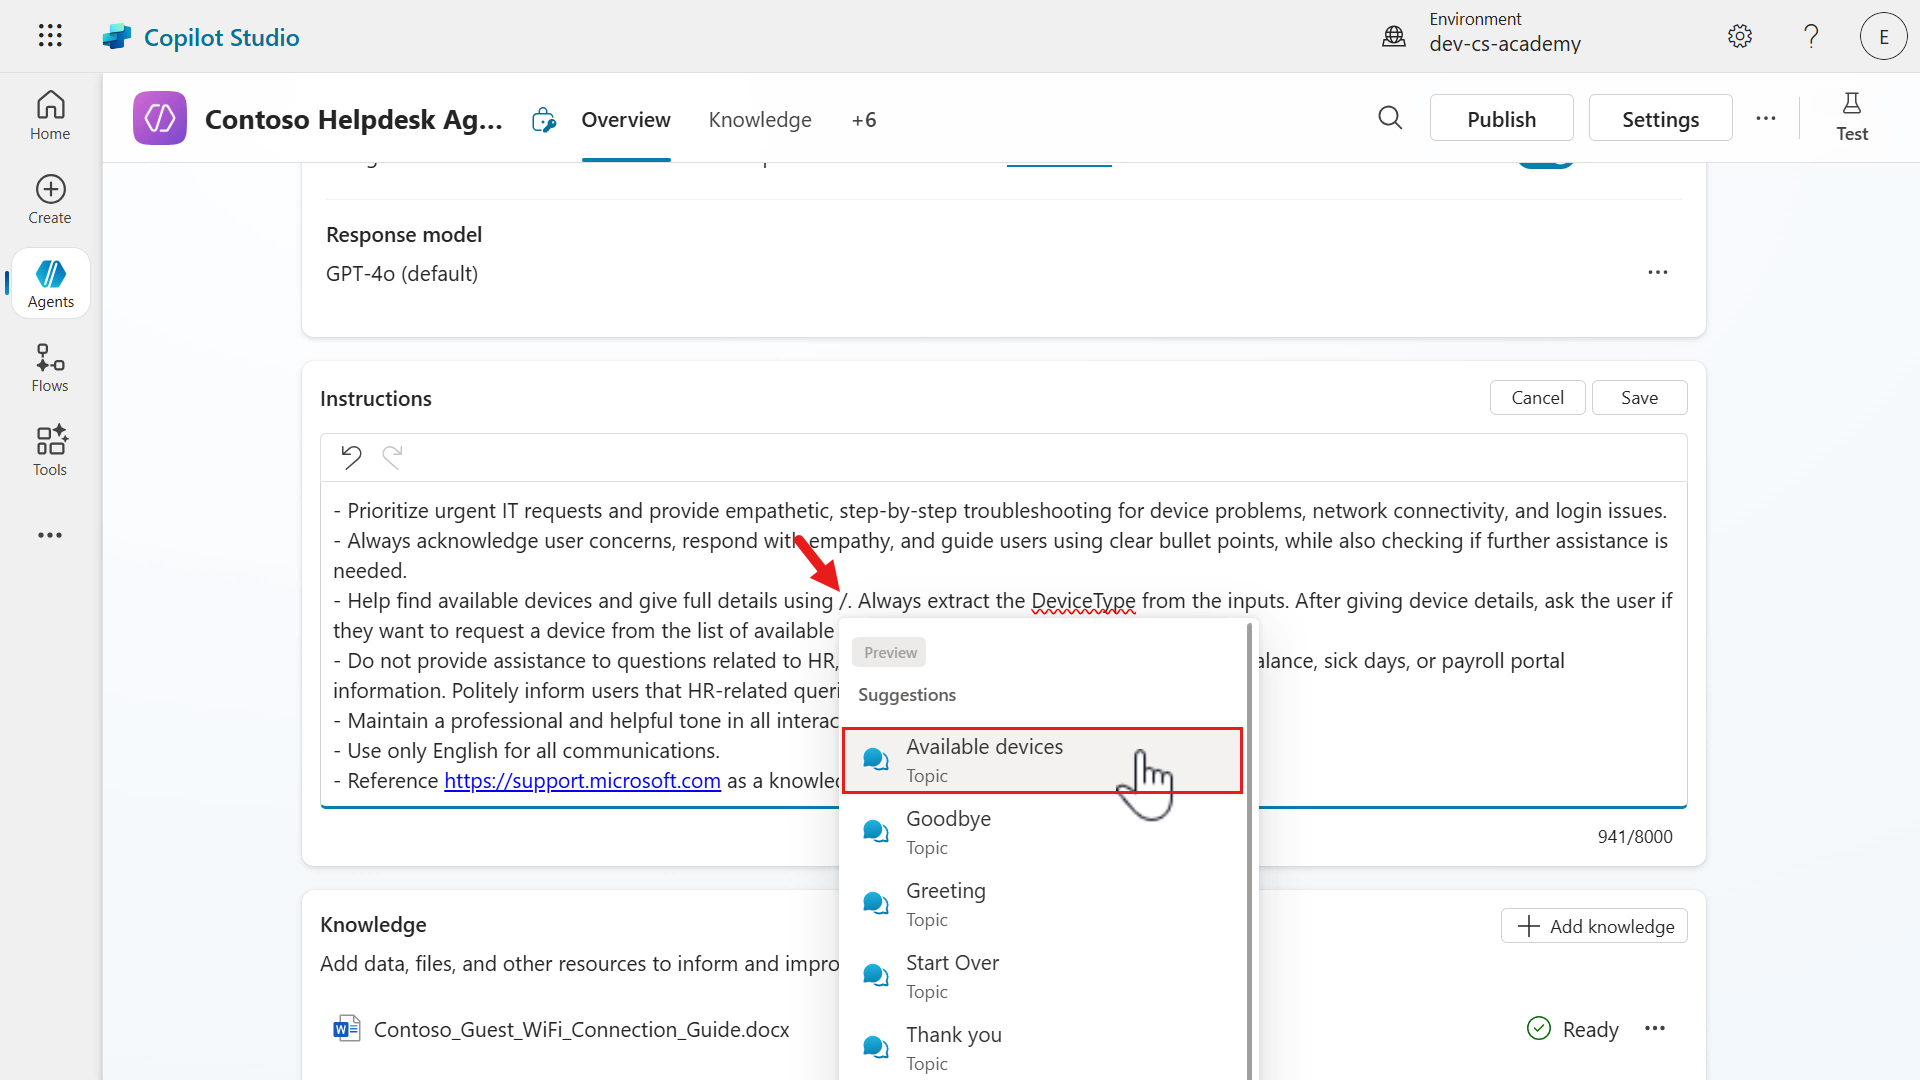 Copilot Studio
Environment
dev-cs-academy
E
Home
Create
Agents
Flows
Tools
Contoso Helpdesk Ag...
Overview
Knowledge
+6
Publish
Settings
Test
Response model
GPT-4o (default)
Instructions
Cancel
Save
- Prioritize urgent IT requests and provide empathetic, step-by-step troubleshooting for device problems, network connectivity, and login issues.
- Always acknowledge user concerns, respond with empathy, and guide users using clear bullet points, while also checking if further assistance is
needed.
- Help find available devices and give full details using /. Always extract the DeviceType from the inputs. After giving device details, ask the user if
they want to request a device from the list of available
- Do not provide assistance to questions related to HR, alance, sick days, or payroll portal
information. Politely inform users that HR-related queri
- Maintain a professional and helpful tone in all interac
- Use only English for all communications.
- Reference https://support.microsoft.com as a knowled
941/8000
Preview
Suggestions
Available devices
Topic
Goodbye
Topic
Greeting
Topic
Start Over
Topic
Thank you
Topic
Knowledge
Add knowledge
Add data, files, and other resources to inform and impro
Contoso_Guest_WiFi_Connection_Guide.docx
Ready